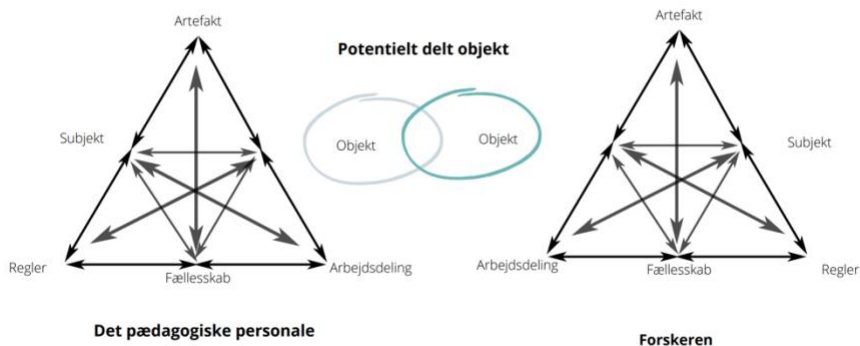 Artefakt
Artefakt
Potentielt delt objekt
Subjekt
Objekt
Objekt
Subjekt
Regler
Fællesskab
Arbejdsdeling
Arbejdsdeling
Fællesskab
Regler
Det pædagogiske personale
Forskeren